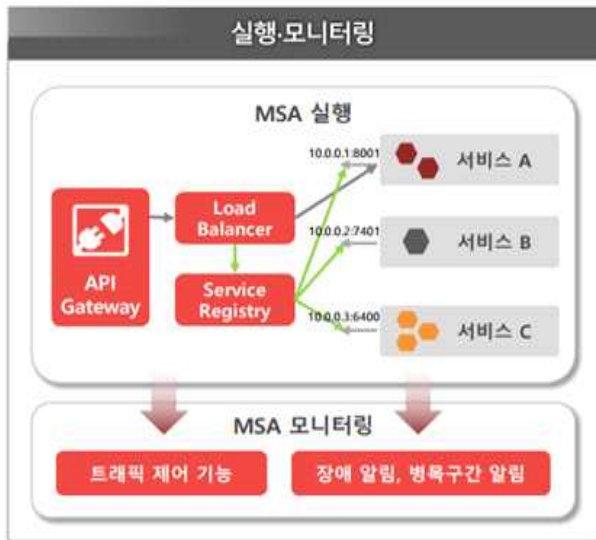 실행·모니터링
MSA 실행
10.0.0.1:8001
서비스 A
Load
Balancer
10.0.0.2:7401
서비스 B
API
Gateway
Service
Registry
10.0.0.3:6400
서비스 C
MSA 모니터링
트래픽 제어 기능
장애 알림, 병목구간 알림